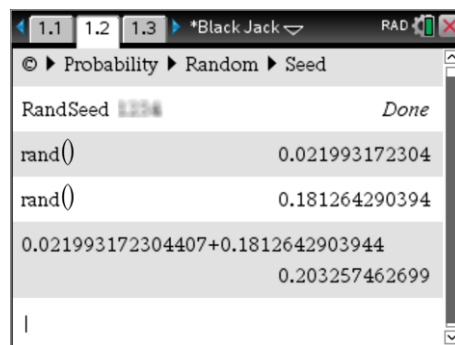 1.1 1.2 1.3 *Black Jack RAD
© ▶ Probability ▶ Random ▶ Seed
RandSeed Done
rand() 0.021993172304
rand() 0.181264290394
0.021993172304407+0.1812642903944
0.203257462699